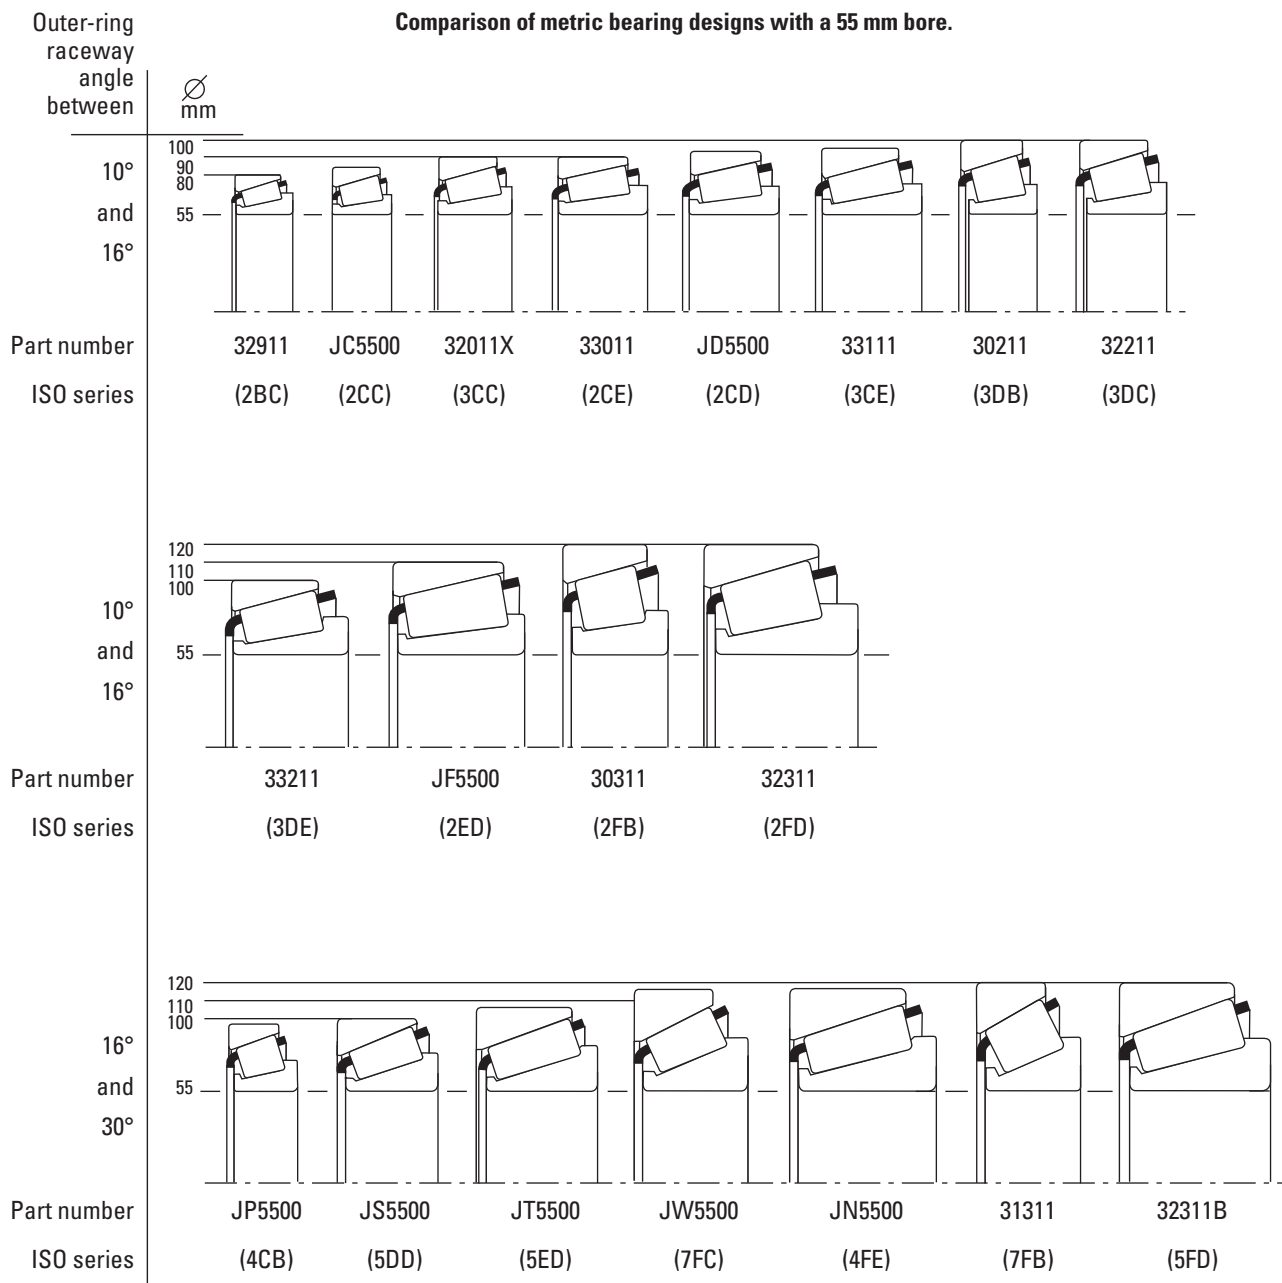 Outer-ring
raceway
angle
between
Comparison of metric bearing designs with a 55 mm bore.
∅
mm
100
90
80
55
10°
and
16°
Part number 32911 JC5500 32011X 33011 JD5500 33111 30211 32211
ISO series (2BC) (2CC) (3CC) (2CE) (2CD) (3CE) (3DB) (3DC)
120
110
100
55
10°
and
16°
Part number 33211 JF5500 30311 32311
ISO series (3DE) (2ED) (2FB) (2FD)
120
110
100
55
16°
and
30°
Part number JP5500 JS5500 JT5500 JW5500 JN5500 31311 32311B
ISO series (4CB) (5DD) (5ED) (7FC) (4FE) (7FB) (5FD)